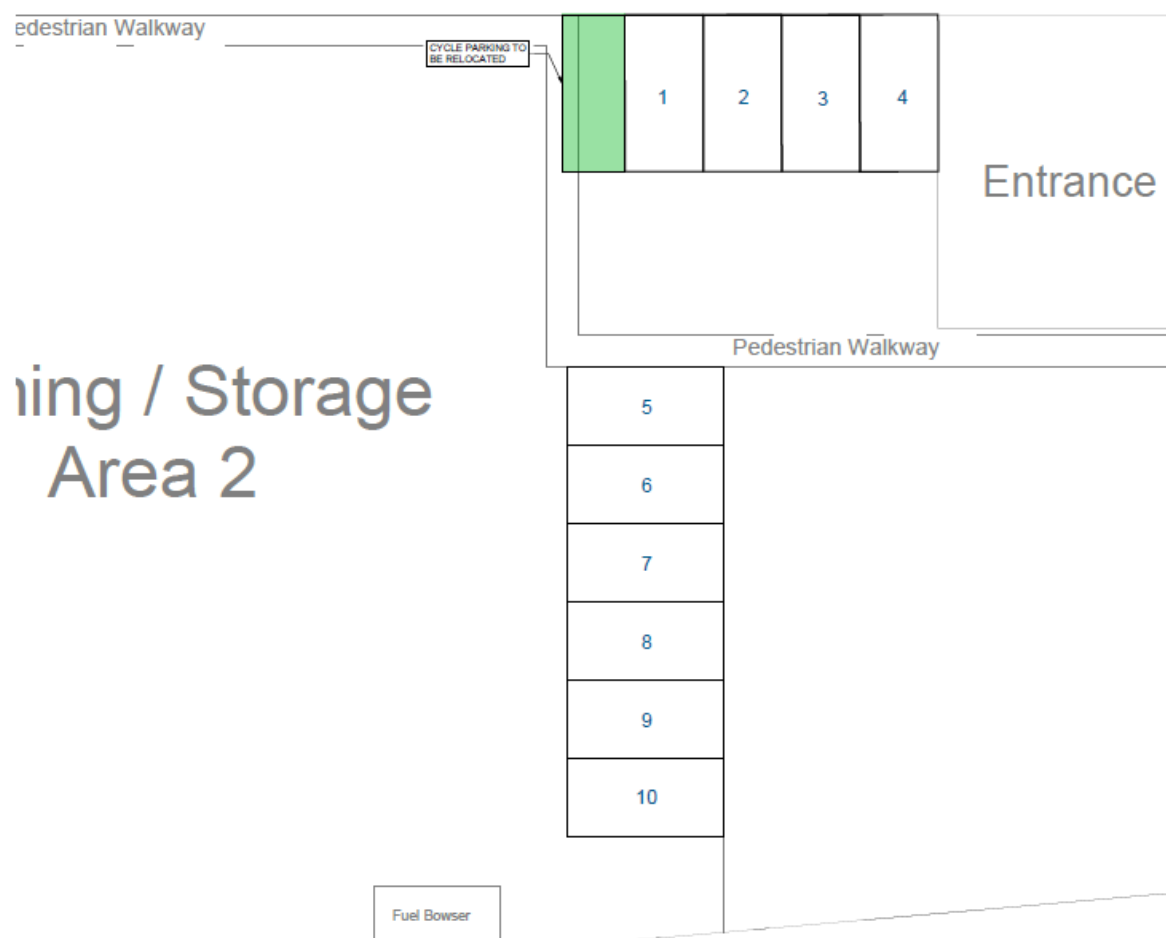 edestrian Walkway
CYCLE PARKING TO
BE RELOCATED
1
2
3
4
Entrance
Pedestrian Walkway
ing / Storage
Area 2
5
6
7
8
9
10
Fuel Bowser